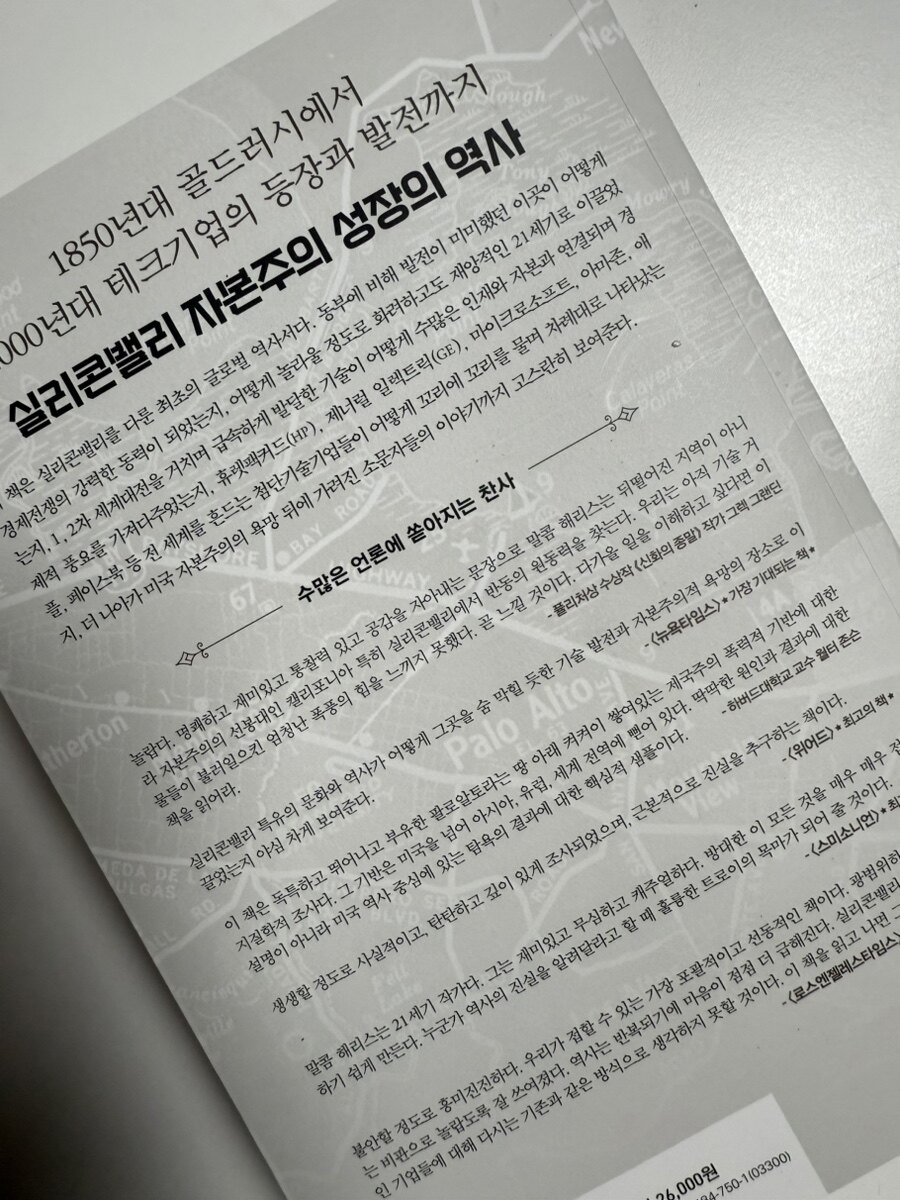 1850년대 골드러시에서
000년대 테크기업의 등장과 발전까지
실리콘밸리 자본주의 성장의 역사
책은 실리콘밸리를 다룬 최초의 글로벌 역사서다. 동부에 비해 발전이 미미했던 이곳이 어떻게
경제전쟁의 강력한 동력이 되었는지, 어떻게 놀라울 정도로 화려하고도 재앙적인 21세기로 이끌었
는지, 1, 2차 세계대전을 거치며 급속하게 발달한 기술이 어떻게 수많은 인재와 자본과 연결되며 경
제적 풍요를 가져다주었는지, 휴렛패커드(HP), 제너럴 일렉트릭(GE), 마이크로소프트, 아마존, 애
플, 페이스북 등 전 세계를 흔드는 첨단기술기업들이 어떻게 꼬리에 꼬리를 물며 차례대로 나타났는
지, 더 나아가 미국 자본주의의 욕망 뒤에 가려진 소문자들의 이야기까지 고스란히 보여준다.
수많은 언론에 쏟아지는 찬사
놀랍다. 명쾌하고 재미있고 통찰력 있고 공감을 자아내는 문장으로 말콤 해리스는 뒤떨어진 지역이 아니
라 자본주의의 선봉대인 캘리포니아 특히 실리콘밸리에서 반동의 원동력을 찾는다. 우리는 아직 기술 거
물들이 불러일으킨 엄청난 폭풍의 힘을 느끼지 못했다. 곧 느낄 것이다. 다가올 일을 이해하고 싶다면 이
책을 읽어라.
- 퓰리처상 수상작 《신화의 종말》 작가 그렉 그랜딘
실리콘밸리 특유의 문화와 역사가 어떻게 그곳을 숨 막힐 듯한 기술 발전과 자본주의적 욕망의 장소로 이
끌었는지 야심 차게 보여준다.
- 〈뉴욕타임스〉 * 가장 기대되는 책 *
이 책은 독특하고 뛰어나고 부유한 팔로알토라는 땅 아래 켜켜이 쌓여있는 제국주의 폭력적 기반에 대한
지질학적 조사다. 그 기반은 미국을 넘어 아시아, 유럽, 세계 전역에 뻗어 있다. 딱딱한 원인과 결과에 대한
설명이 아니라 미국 역사 중심에 있는 탐욕의 결과에 대한 핵심적 샘플이다.
- 하버드대학교 교수 월터 존슨
생생할 정도로 사실적이고, 탄탄하고 깊이 있게 조사되었으며, 근본적으로 진실을 추구하는 책이다.
- 〈위어드〉 * 최고의 책 *
말콤 해리스는 21세기 작가다. 그는 재미있고 무심하고 캐주얼하다. 방대한 이 모든 것을 매우 매우 접
하기 쉽게 만든다. 누군가 역사의 진실을 알려달라고 할 때 훌륭한 트로이의 목마가 되어 줄 것이다.
- 〈스미소니언〉 * 최
불안할 정도로 흥미진진하다. 우리가 접할 수 있는 가장 포괄적이고 선동적인 책이다. 광범위하
는 비판으로 놀랍도록 잘 쓰여졌다. 역사는 반복되기에 마음이 점점 더 급해진다. 실리콘밸리
인 기업들에 대해 다시는 기존과 같은 방식으로 생각하지 못할 것이다. 이 책을 읽고 나면 그
- 〈로스엔젤레스타임스〉
26,000원
750-1(03300)
Palo Alto
BAY ROAD
HIGHWAY
67
Slough
Mowry
Calaveras
Point
View
14A